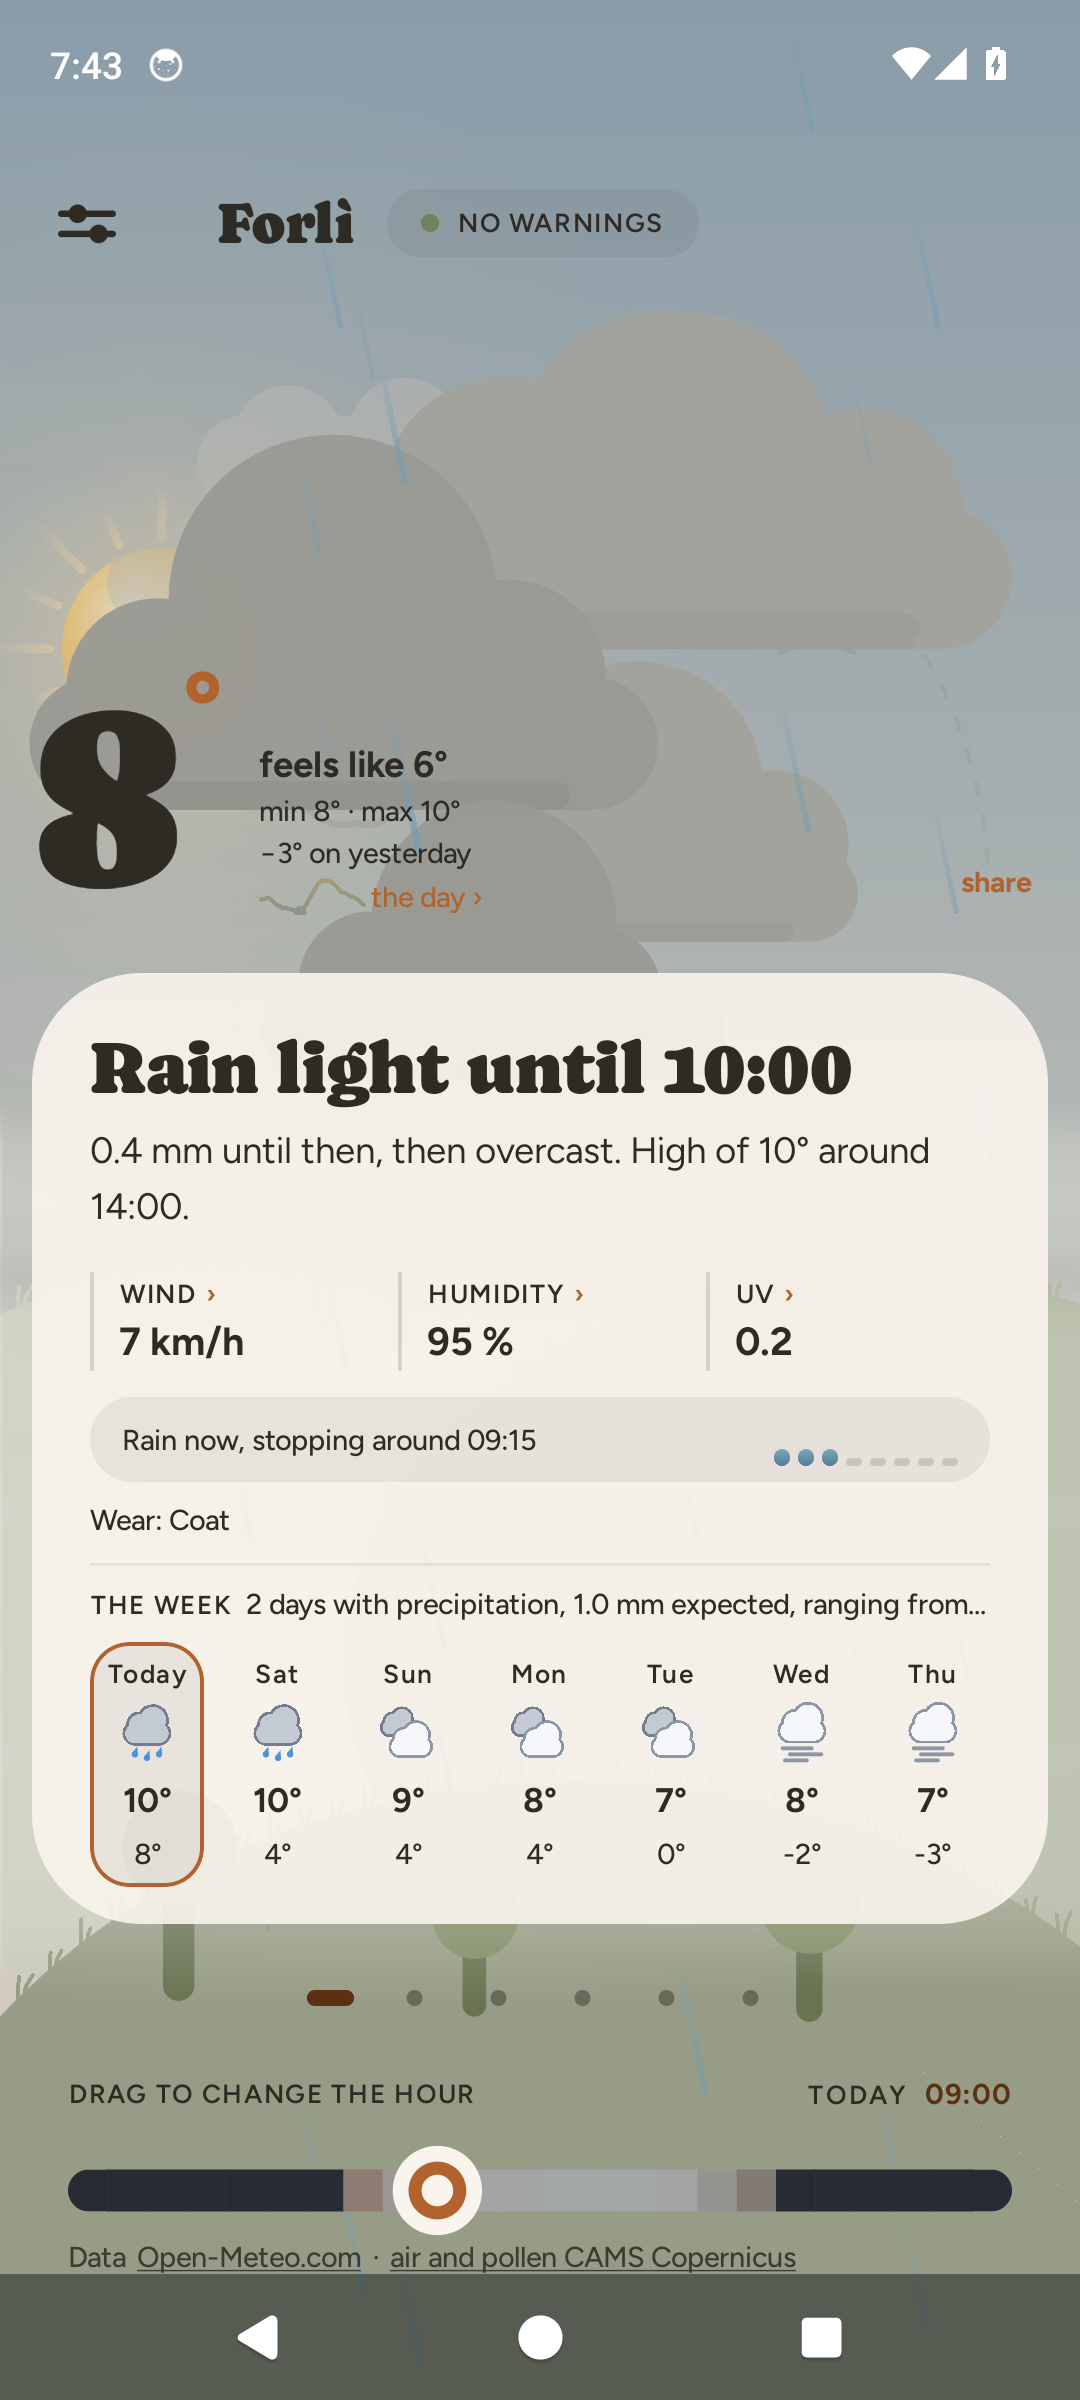 7:43
Forlì
NO WARNINGS
8°
feels like 6°
min 8° · max 10°
−3° on yesterday
the day ›
share
Rain light until 10:00
0.4 mm until then, then overcast. High of 10° around
14:00.
WIND › HUMIDITY › UV ›
7 km/h 95 % 0.2
Rain now, stopping around 09:15
Wear: Coat
THE WEEK 2 days with precipitation, 1.0 mm expected, ranging from...
Today Sat Sun Mon Tue Wed Thu
10° 10° 9° 8° 7° 8° 7°
8° 4° 4° 4° 0° -2° -3°
DRAG TO CHANGE THE HOUR TODAY 09:00
Data Open-Meteo.com · air and pollen CAMS Copernicus